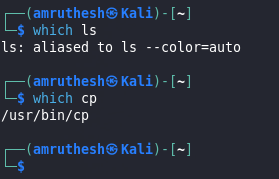 ┌──(amruthesh㉿Kali)-[~]
└─$ which ls
ls: aliased to ls --color=auto
┌──(amruthesh㉿Kali)-[~]
└─$ which cp
/usr/bin/cp
┌──(amruthesh㉿Kali)-[~]
└─$